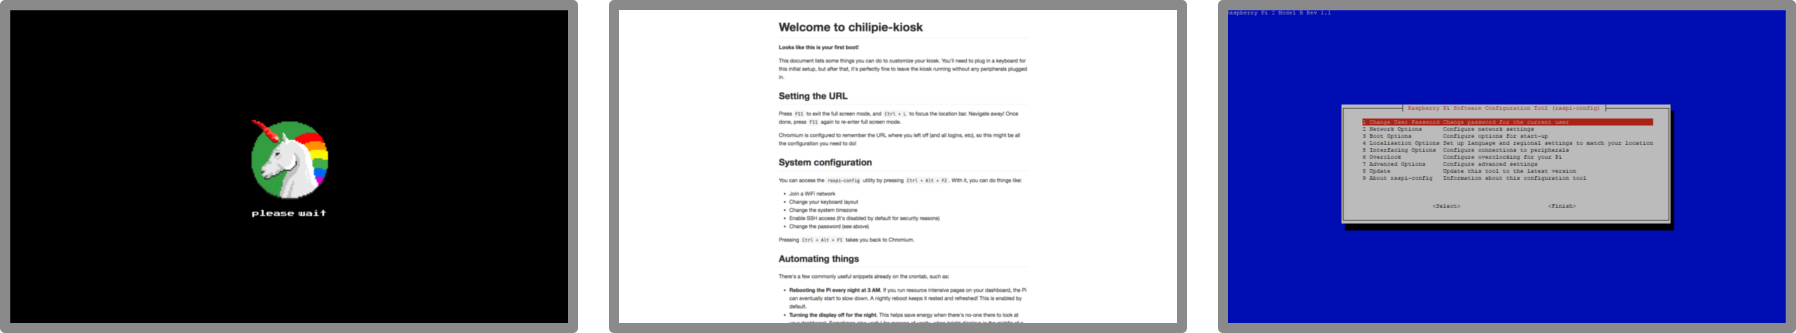 please wait
Welcome to chilipie-kiosk
Looks like this is your first boot!
This document lists some things you can do to customize your kiosk. You'll need to plug in a keyboard for
this initial setup, but after that, it's perfectly fine to leave the kiosk running without any peripherals plugged
in.
Setting the URL
Press F11 to exit the full screen mode, and Ctrl + L to focus the location bar. Navigate away! Once
done, press F11 again to re-enter full screen mode.
Chromium is configured to remember the URL where you left off (and all logins, etc), so this might be all
the configuration you need to do!
System configuration
You can access the raspi-config utility by pressing Ctrl + Alt + F2 . With it, you can do things like:
• Join a WiFi network
• Change your keyboard layout
• Change the system timezone
• Enable SSH access (it's disabled by default for security reasons)
• Change the password (see above)
Pressing Ctrl + Alt + F1 takes you back to Chromium.
Automating things
There's a few commonly useful snippets already on the crontab, such as:
• Rebooting the Pi every night at 3 AM. If you run resource intensive pages on your dashboard, the Pi
can eventually start to slow down. A nightly reboot keeps it rested and refreshed! This is enabled by
default.
• Turning the display off for the night. This helps save energy when there's no-one there to look at
Raspberry Pi 3 Model B Rev 1.2
Raspberry Pi Software Configuration Tool (raspi-config)
1 Change User Password Change password for the current user
2 Network Options Configure network settings
3 Boot Options Configure options for start-up
4 Localisation Options Set up language and regional settings to match your location
5 Interfacing Options Configure connections to peripherals
6 Overclock Configure overclocking for your Pi
7 Advanced Options Configure advanced settings
8 Update Update this tool to the latest version
9 About raspi-config Information about this configuration tool
<Select> <Finish>